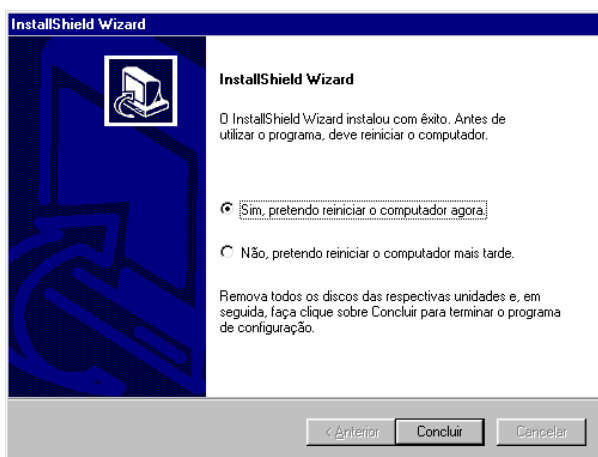 InstallShield Wizard
InstallShield Wizard
O InstallShield Wizard instalou com êxito. Antes de
utilizar o programa, deve reiniciar o computador.
Sim, pretendo reiniciar o computador agora.
Não, pretendo reiniciar o computador mais tarde.
Remova todos os discos das respectivas unidades e, em
seguida, faça clique sobre Concluir para terminar o programa
de configuração.
< Anterior Concluir Cancelar